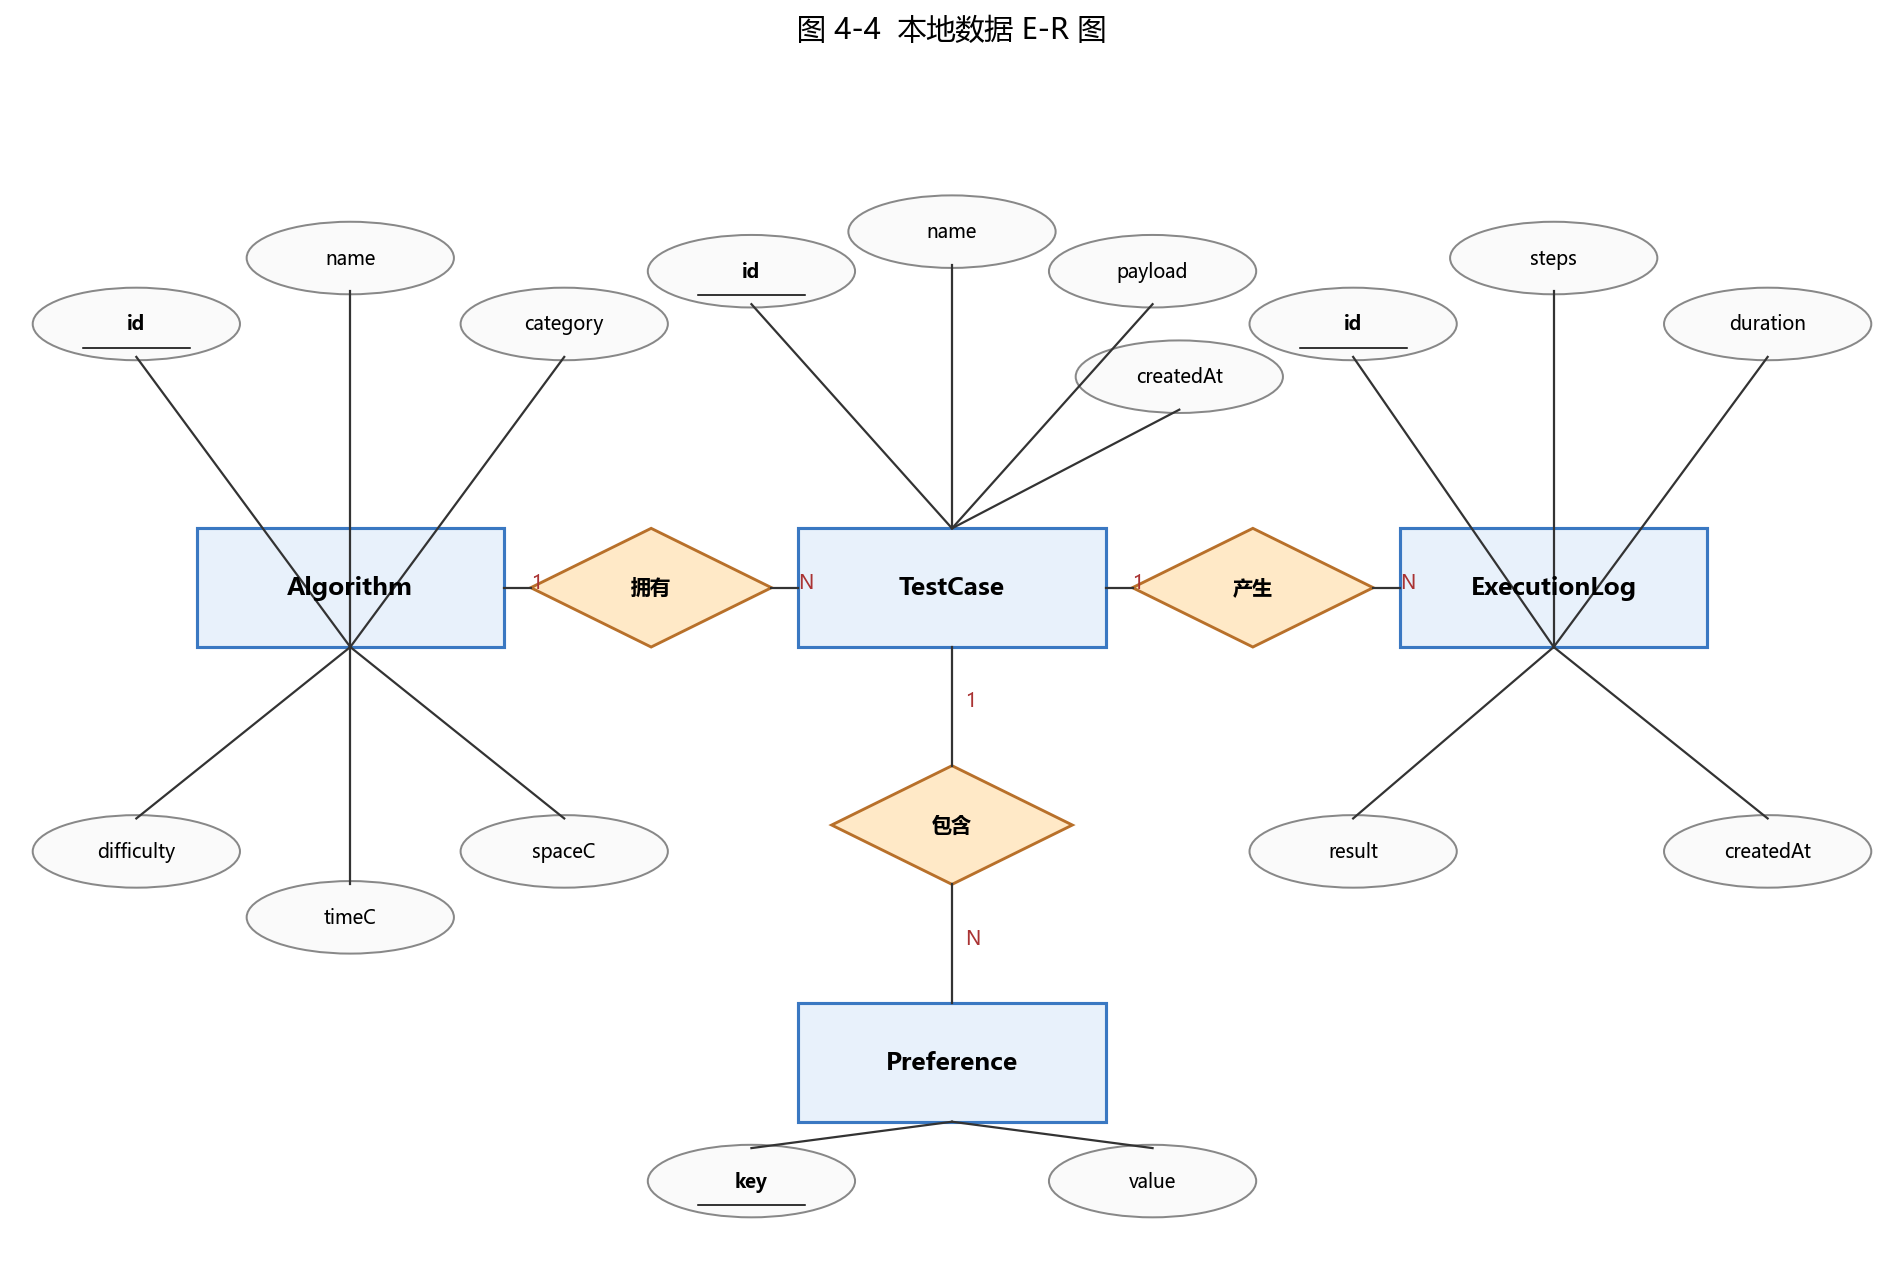 图 4-4 本地数据 E-R 图
name
id
name
payload
steps
id
category
id
duration
createdAt
Algorithm
1
拥有
N
TestCase
1
产生
N
ExecutionLog
1
包含
difficulty
spaceC
result
createdAt
timeC
N
Preference
key
value